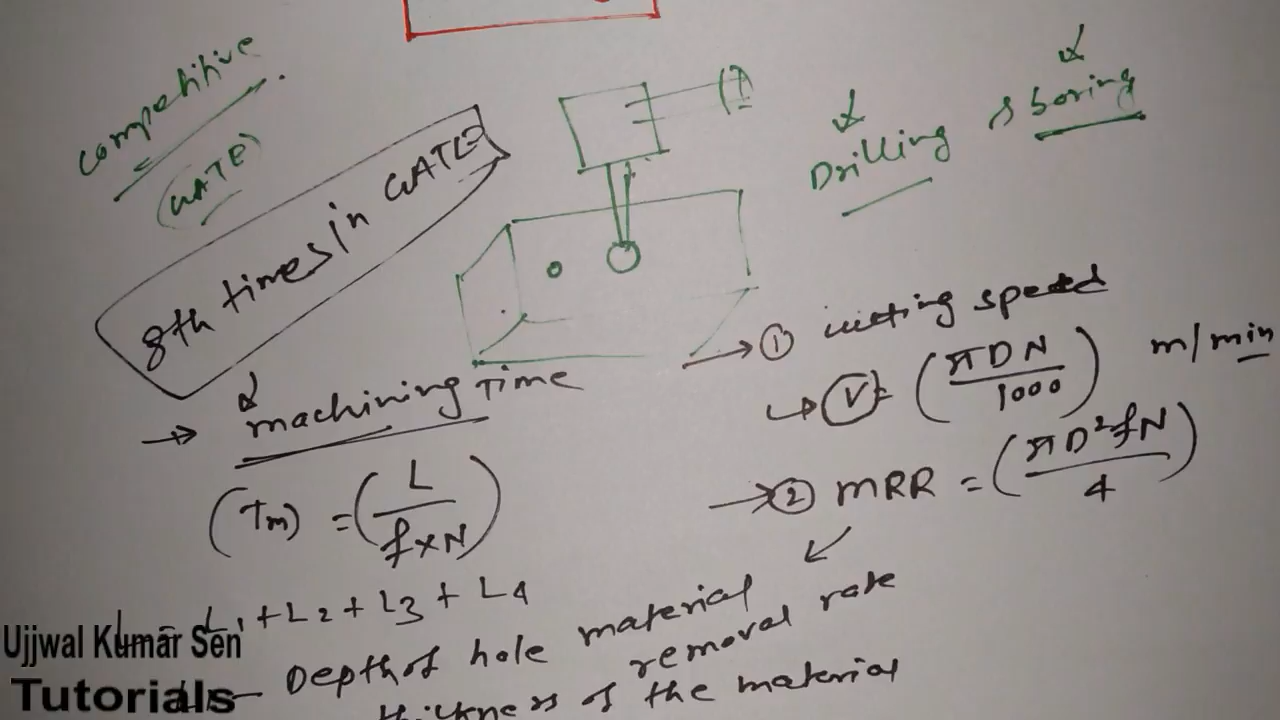 competitive
(GATE)
8th times in GATE
(?)
Drilling & boring
→ machining Time
(Tm) = (L / f×N)
L = L1 + L2 + L3 + L4
→ ① cutting speed
↳ (V) = (πDN / 1000) m/min
→ ② MRR = (πD²fN / 4)
material
removal rate
Depth of hole
thickness of the material
Ujjwal Kumar Sen
Tutorials